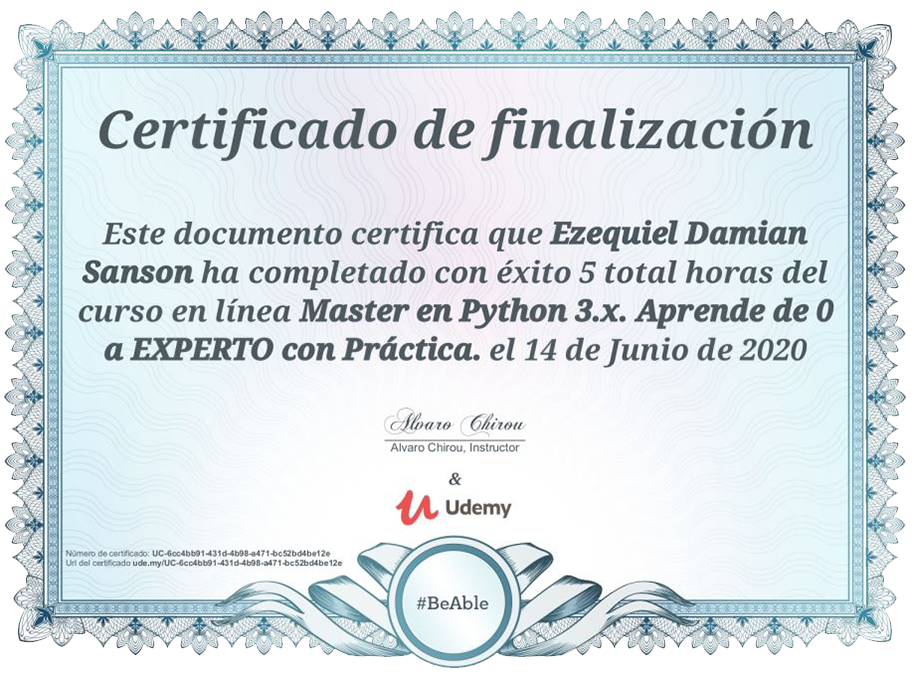 Certificado de finalización
Este documento certifica que Ezequiel Damian
Sanson ha completado con éxito 5 total horas del
curso en línea Master en Python 3.x. Aprende de 0
a EXPERTO con Práctica. el 14 de Junio de 2020
Alvaro Chirou
Alvaro Chirou, Instructor
&
Udemy
Número de certificado: UC-6cc4bb91-431d-4b98-a471-bc52bd4be12e
Url del certificado ude.my/UC-6cc4bb91-431d-4b98-a471-bc52bd4be12e
#BeAble